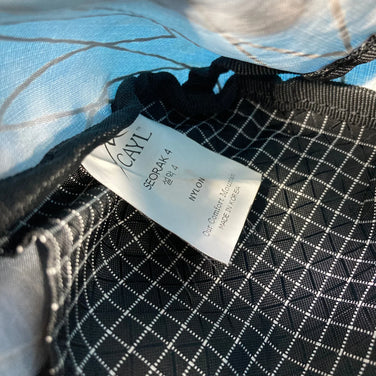 CAYL
SEORAK 4
설악 4
NYLON
Our Comfort Mountain
MADE IN KOREA